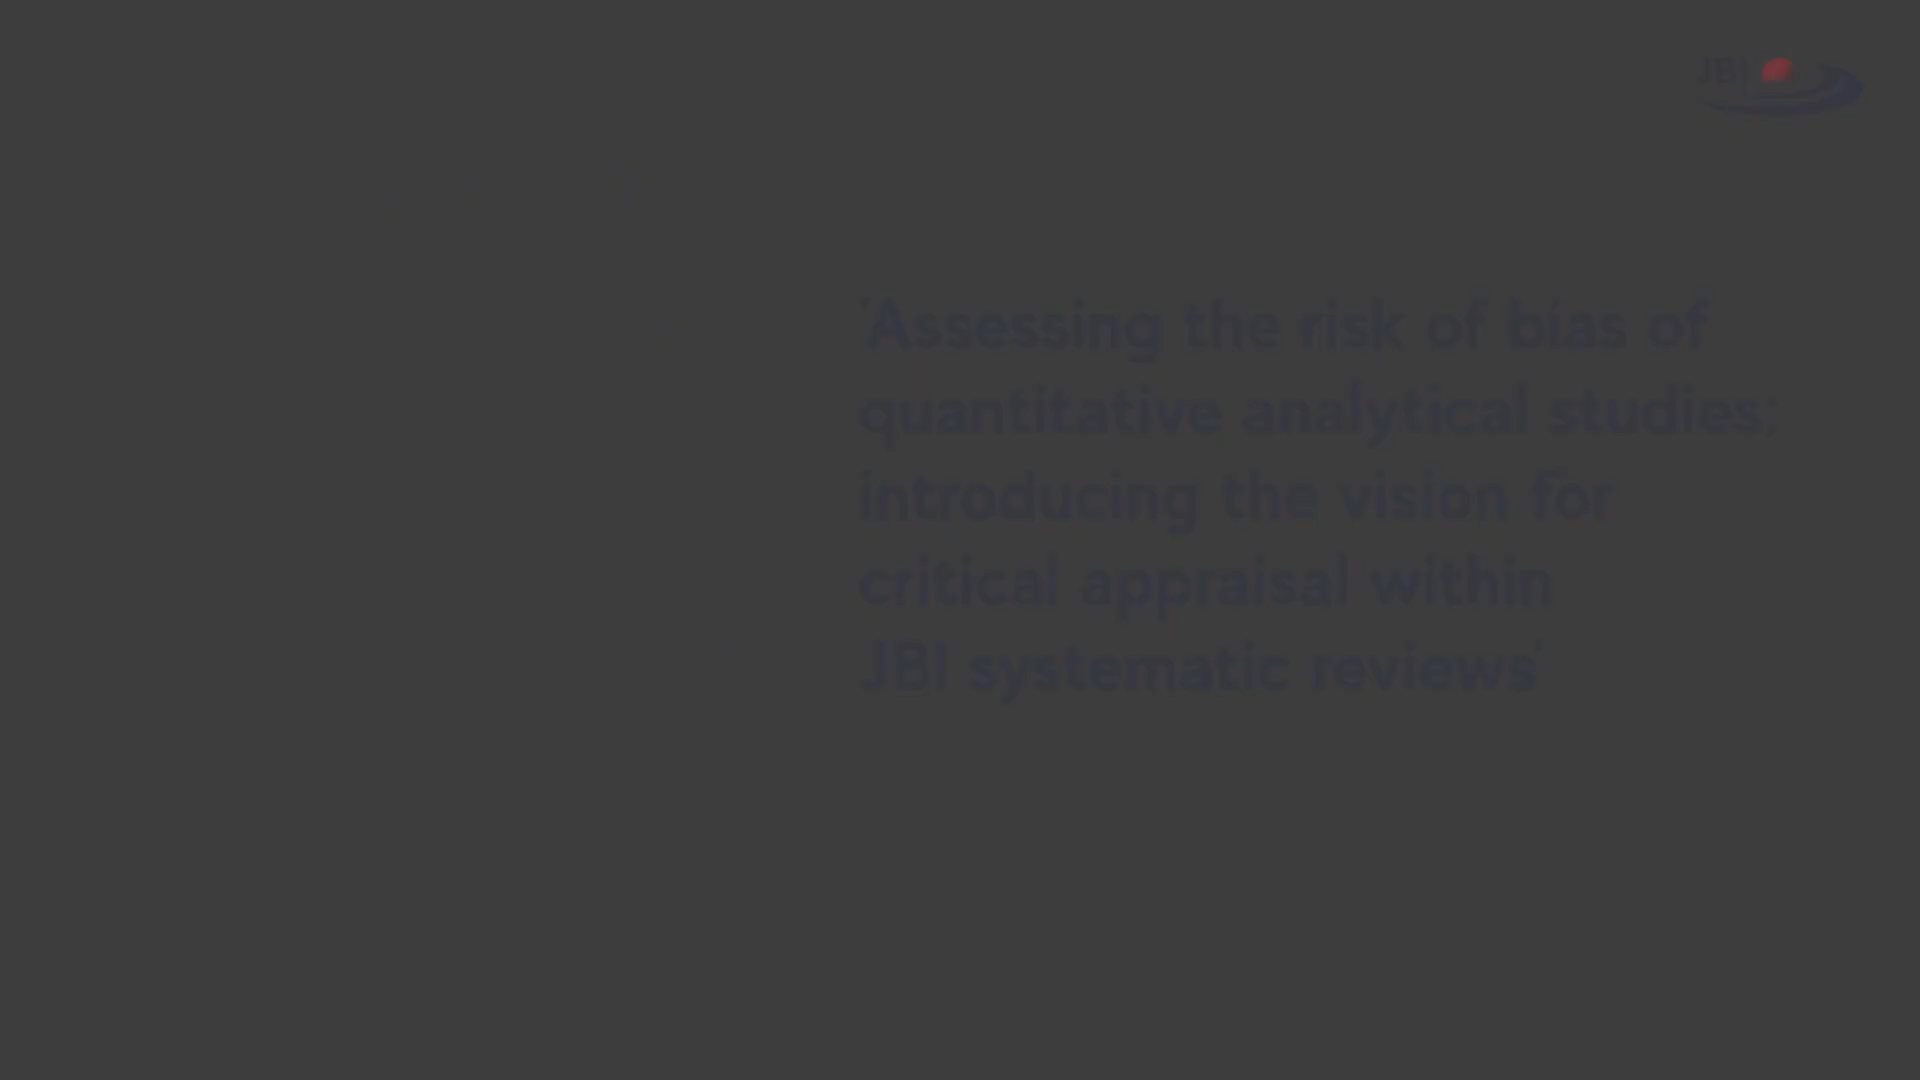 JBI
'Assessing the risk of bias of
quantitative analytical studies;
introducing the vision for
critical appraisal within
JBI systematic reviews'